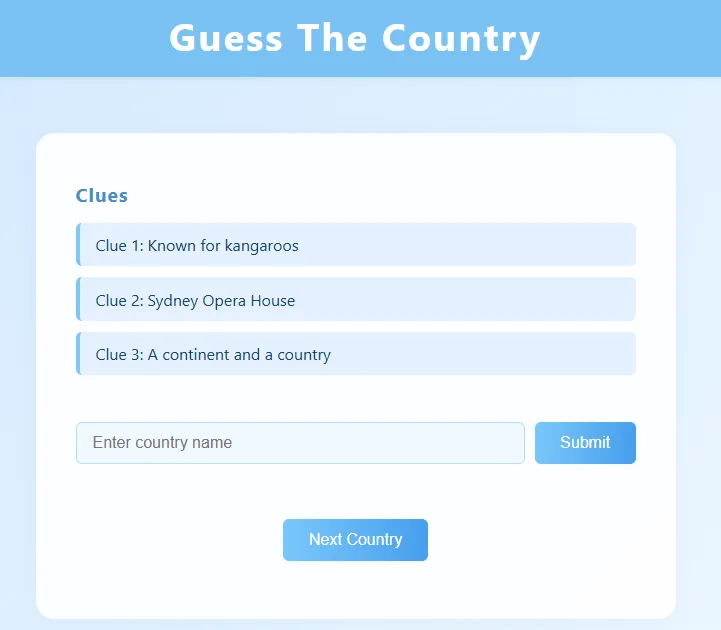 Guess The Country
Clues
Clue 1: Known for kangaroos
Clue 2: Sydney Opera House
Clue 3: A continent and a country
Enter country name
Submit
Next Country